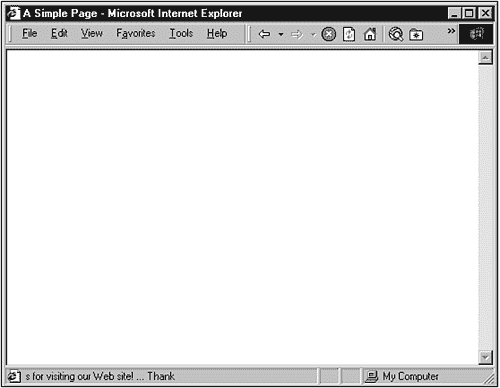 A Simple Page - Microsoft Internet Explorer
File Edit View Favorites Tools Help »
s for visiting our Web site! ... Thank My Computer